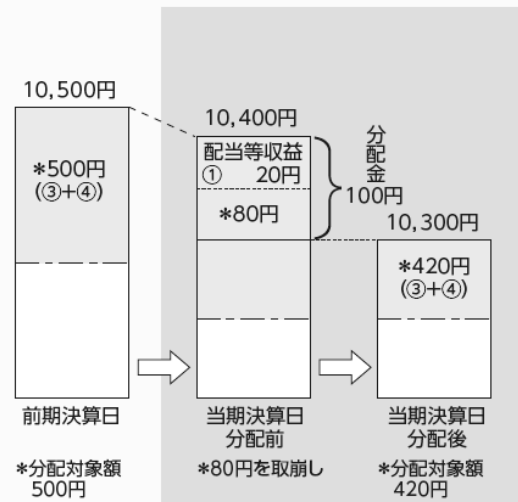 10,500円
*500円
(③+④)
前期決算日
*分配対象額
500円
10,400円
配当等収益
① 20円
*80円
分配金
100円
当期決算日
分配前
*80円を取崩し
10,300円
*420円
(③+④)
当期決算日
分配後
*分配対象額
420円